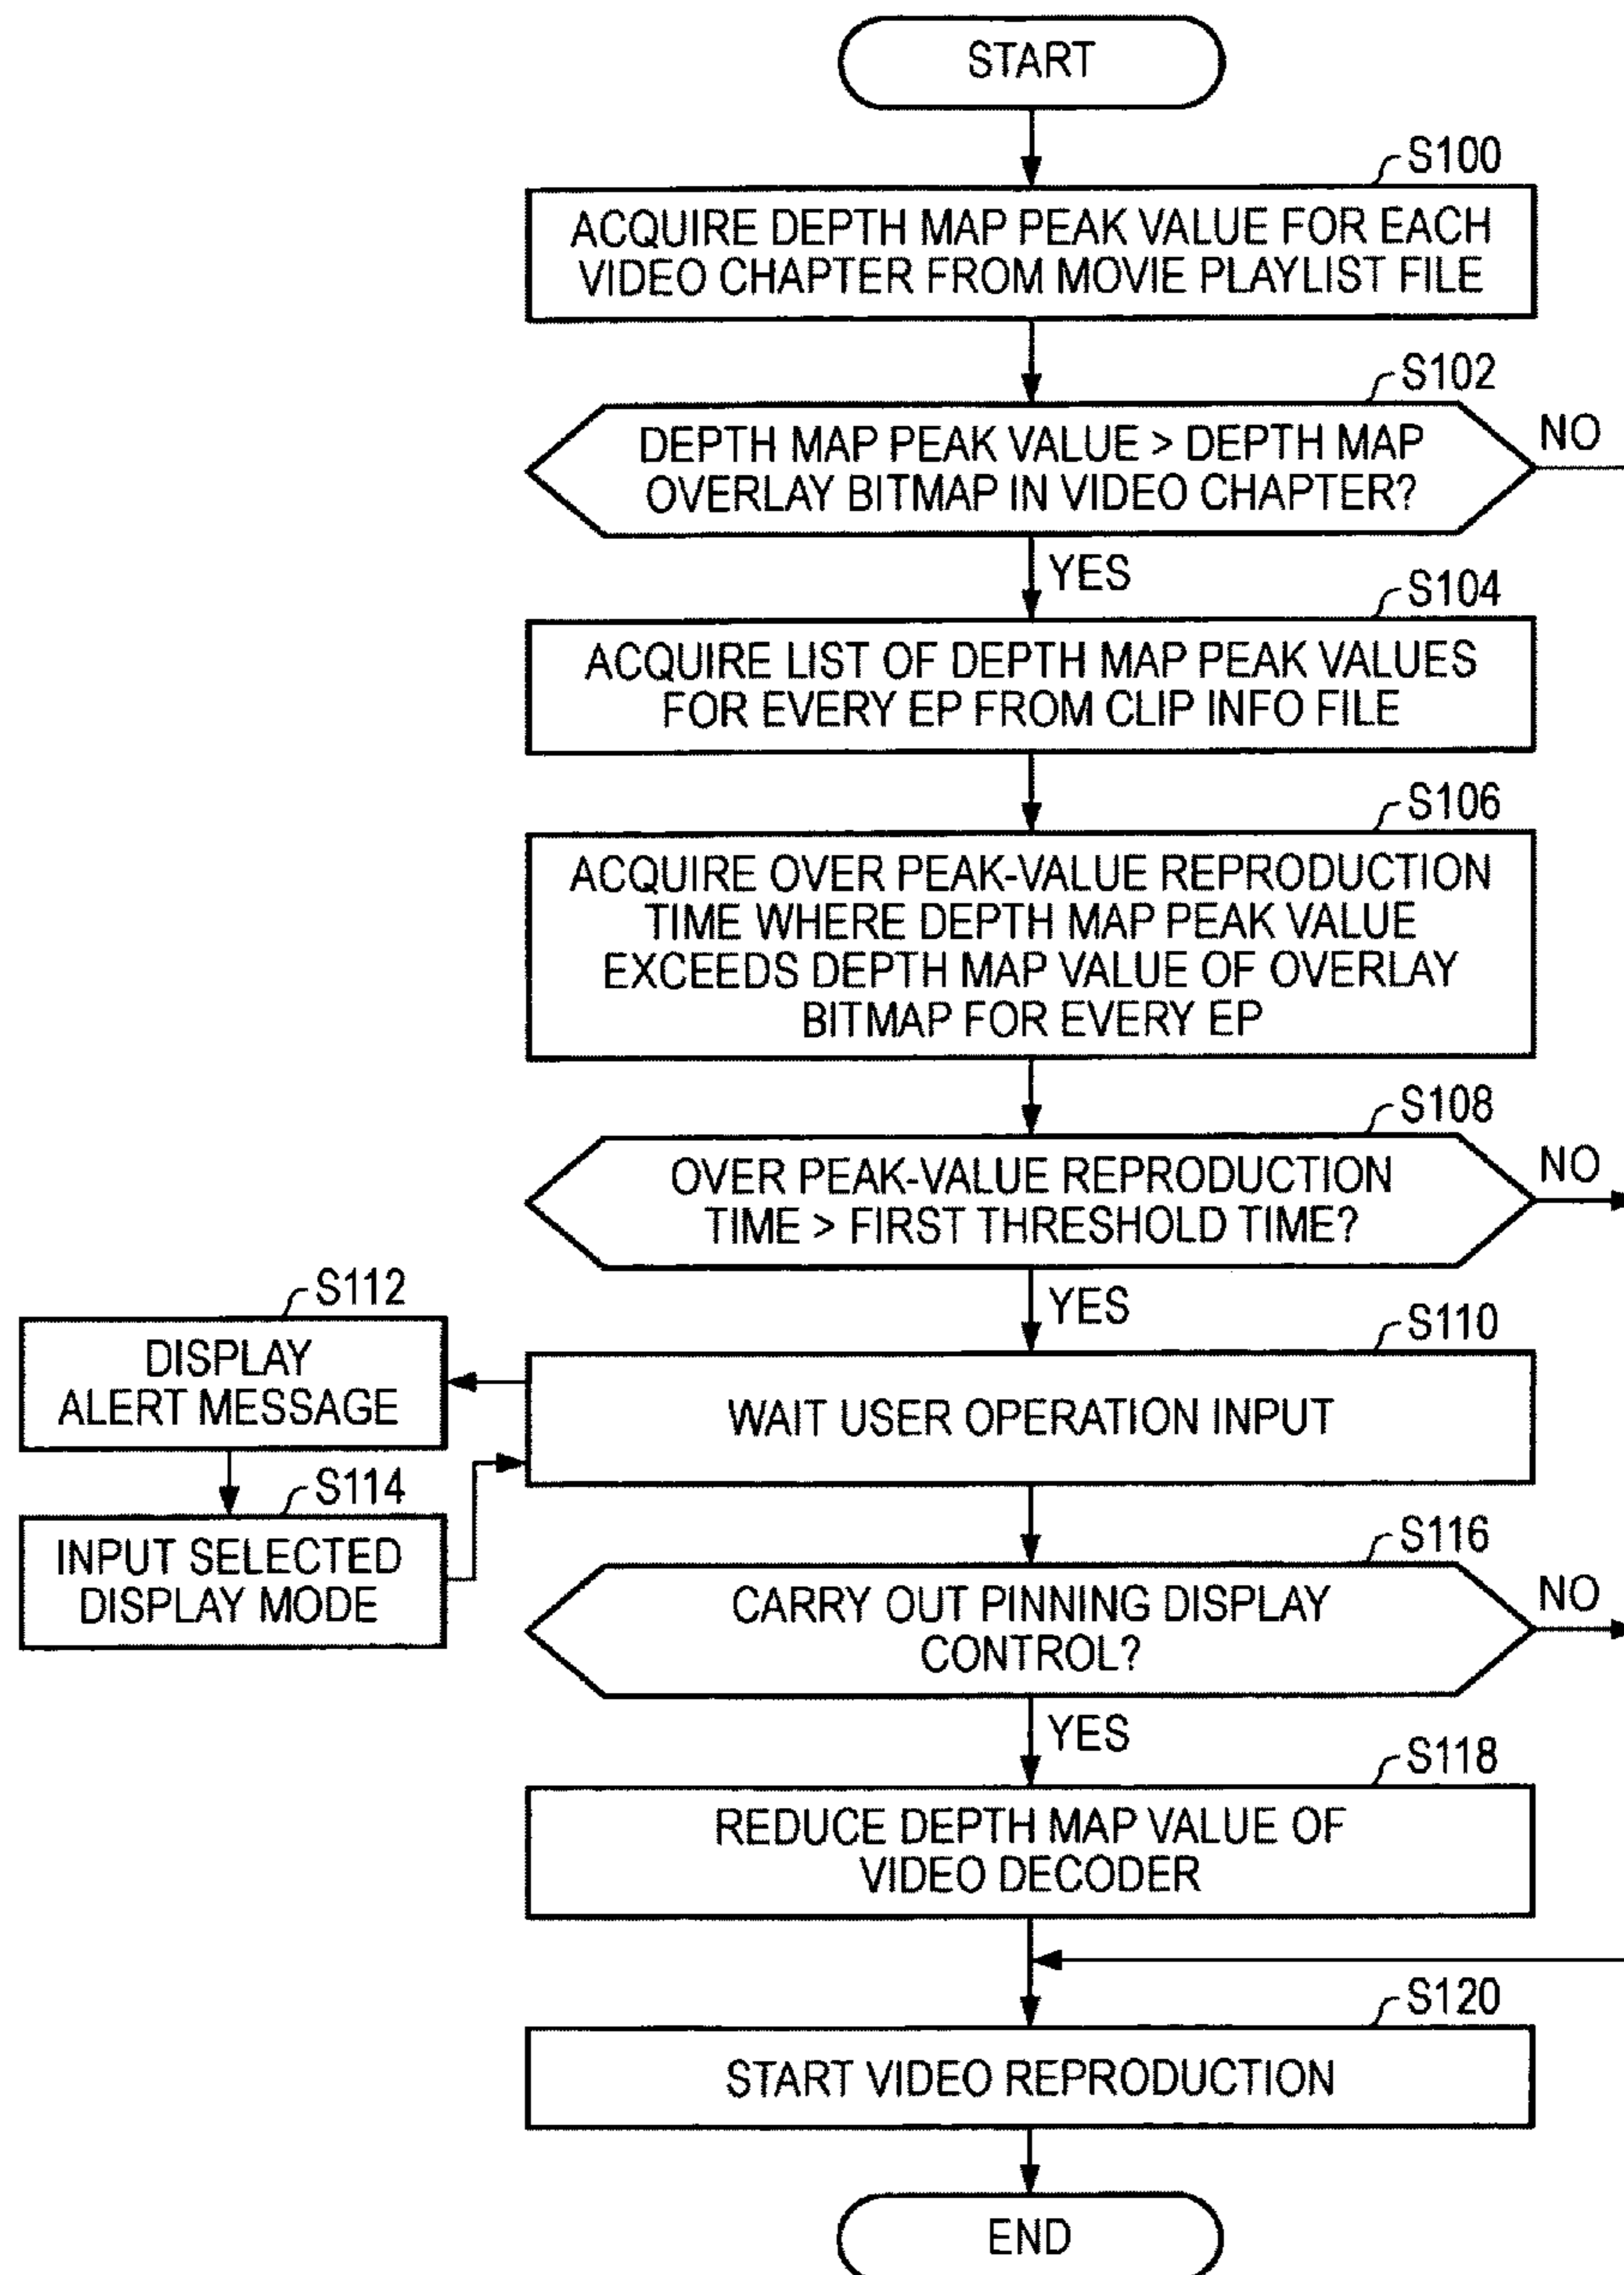 START
S100
ACQUIRE DEPTH MAP PEAK VALUE FOR EACH
VIDEO CHAPTER FROM MOVIE PLAYLIST FILE
S102
DEPTH MAP PEAK VALUE > DEPTH MAP
OVERLAY BITMAP IN VIDEO CHAPTER?
NO
YES
S104
ACQUIRE LIST OF DEPTH MAP PEAK VALUES
FOR EVERY EP FROM CLIP INFO FILE
S106
ACQUIRE OVER PEAK-VALUE REPRODUCTION
TIME WHERE DEPTH MAP PEAK VALUE
EXCEEDS DEPTH MAP VALUE OF OVERLAY
BITMAP FOR EVERY EP
S108
OVER PEAK-VALUE REPRODUCTION
TIME > FIRST THRESHOLD TIME?
NO
YES
S110
WAIT USER OPERATION INPUT
S112
DISPLAY
ALERT MESSAGE
S114
INPUT SELECTED
DISPLAY MODE
S116
CARRY OUT PINNING DISPLAY
CONTROL?
NO
YES
S118
REDUCE DEPTH MAP VALUE OF
VIDEO DECODER
S120
START VIDEO REPRODUCTION
END